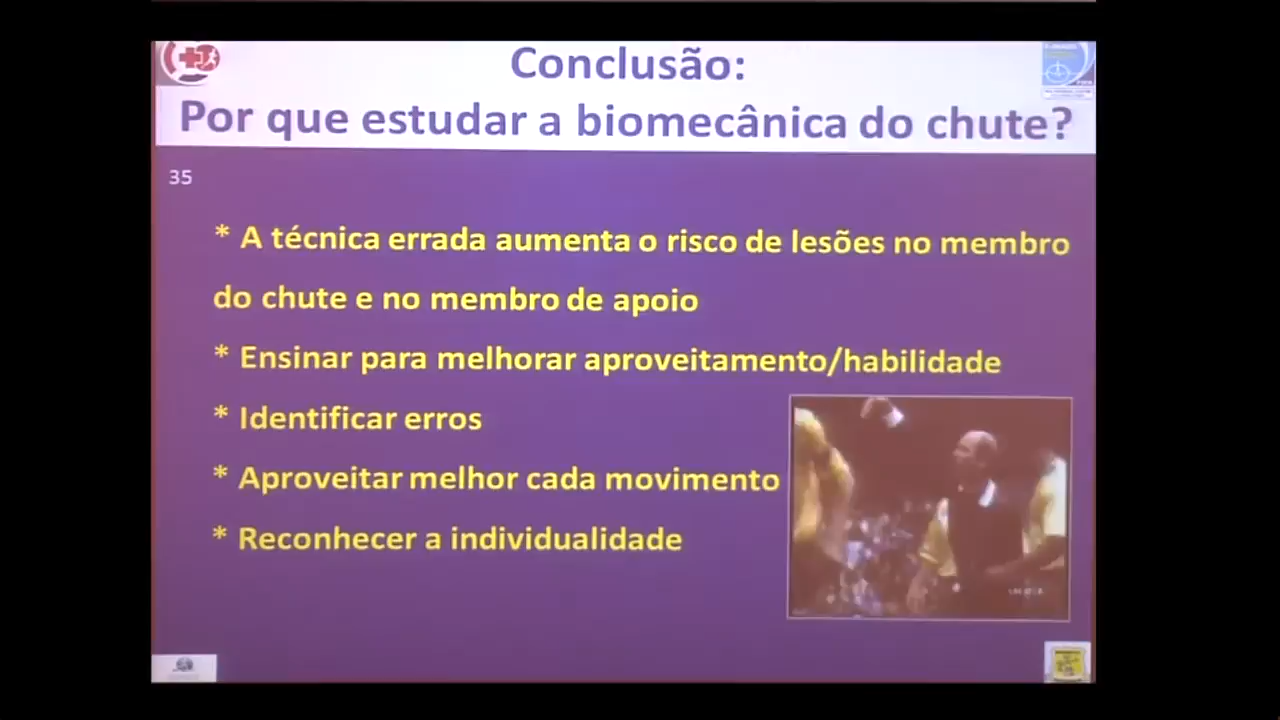 Conclusão:
Por que estudar a biomecânica do chute?
35
* A técnica errada aumenta o risco de lesões no membro
do chute e no membro de apoio
* Ensinar para melhorar aproveitamento/habilidade
* Identificar erros
* Aproveitar melhor cada movimento
* Reconhecer a individualidade